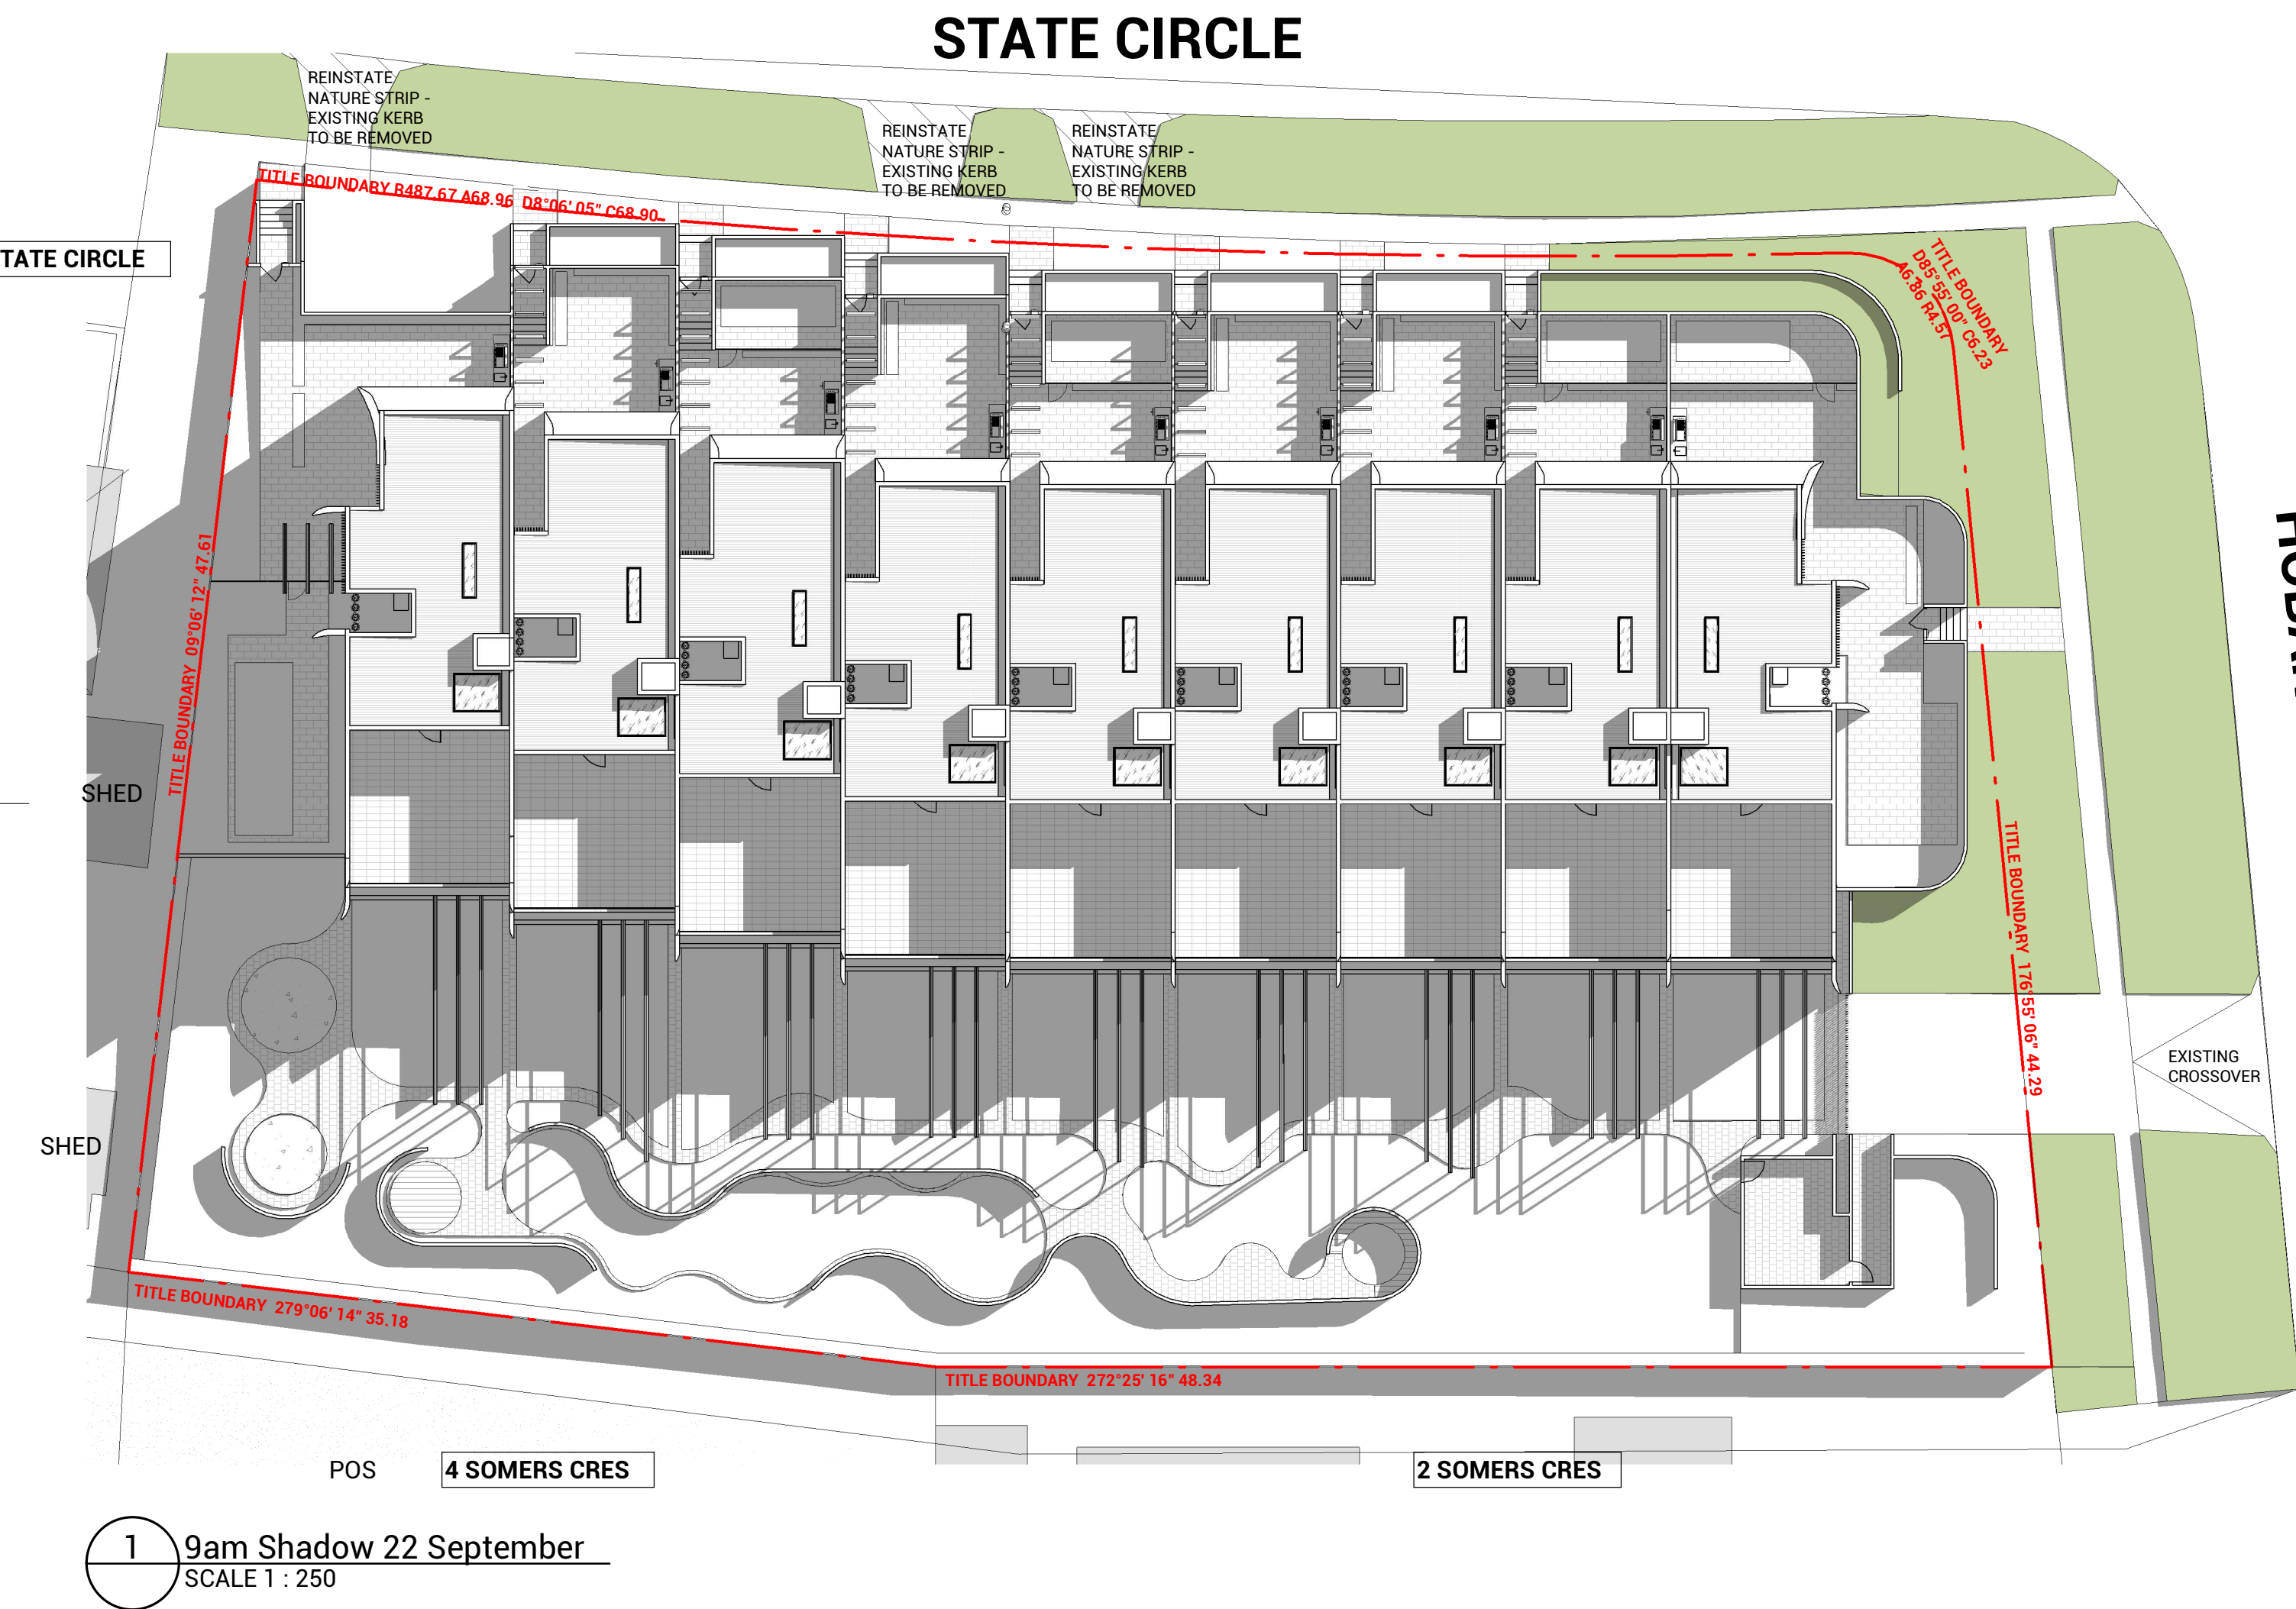 STATE CIRCLE
REINSTATE
NATURE STRIP -
EXISTING KERB
TO BE REMOVED
REINSTATE
NATURE STRIP -
EXISTING KERB
TO BE REMOVED
REINSTATE
NATURE STRIP -
EXISTING KERB
TO BE REMOVED
TITLE BOUNDARY R487.67 A68.96 D8°06' 05" C68.90
TATE CIRCLE
TITLE BOUNDARY
D85°55' 00" C6.23
A6.86 R4.57
TITLE BOUNDARY 09°06' 12" 47.61
SHED
TITLE BOUNDARY 176°55' 06" 44.29
EXISTING
CROSSOVER
SHED
TITLE BOUNDARY 279°06' 14" 35.18
TITLE BOUNDARY 272°25' 16" 48.34
POS
4 SOMERS CRES
2 SOMERS CRES
1
9am Shadow 22 September
SCALE 1 : 250